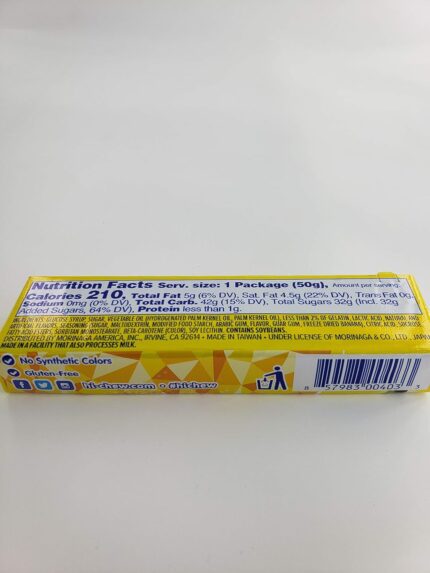 Nutrition Facts Serv. size: 1 Package (50g), Amount per serving:
Calories 210, Total Fat 5g (6% DV), Sat. Fat 4.5g (22% DV), Trans Fat 0g,
Sodium 0mg (0% DV), Total Carb. 42g (15% DV), Total Sugars 32g (Incl. 32g
Added Sugars, 64% DV), Protein less than 1g.
INGREDIENTS: GLUCOSE SYRUP, SUGAR, VEGETABLE OIL (HYDROGENATED PALM KERNEL OIL, PALM KERNEL OIL), LESS THAN 2% OF GELATIN, LACTIC ACID, NATURAL AND
ARTIFICIAL FLAVORS, SEASONING (SUGAR, MALTODEXTRIN, MODIFIED FOOD STARCH, ARABIC GUM, FLAVOR, GUAR GUM, FREEZE DRIED BANANA), CITRIC ACID, SUCROSE
FATTY ACID ESTERS, SORBITAN MONOSTEARATE, BETA-CAROTENE (COLOR), SOY LECITHIN. CONTAINS SOYBEANS.
DISTRIBUTED BY MORINAGA AMERICA, INC., IRVINE, CA 92614 • MADE IN TAIWAN • UNDER LICENSE OF MORINAGA & CO., LTD., JAPAN
MADE IN A FACILITY THAT ALSO PROCESSES MILK.
No Synthetic Colors
Gluten-Free
hi-chew.com • #hichew
8 57983 00403 3